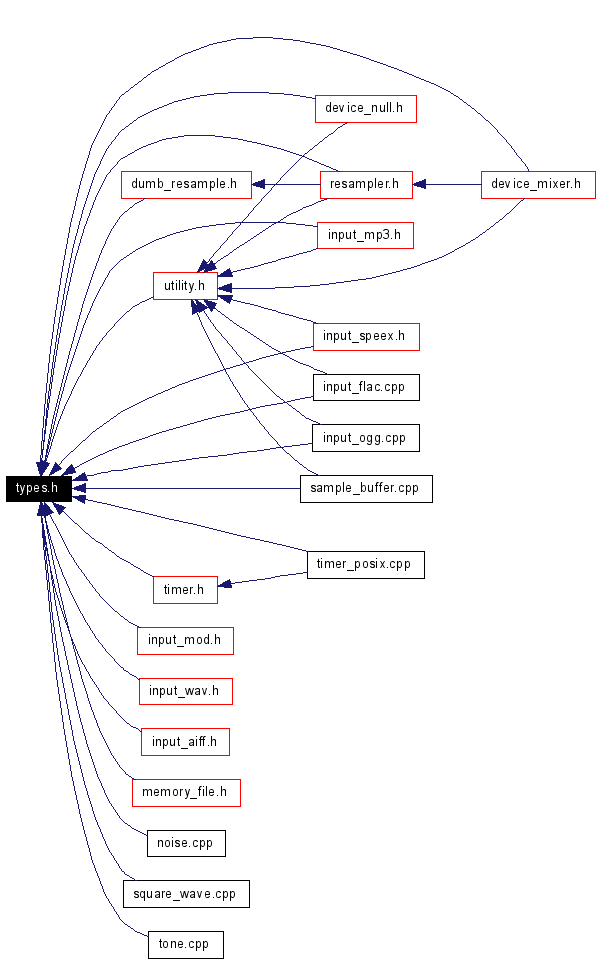 device_null.h
dumb_resample.h
resampler.h
device_mixer.h
input_mp3.h
utility.h
input_speex.h
input_flac.cpp
input_ogg.cpp
types.h
sample_buffer.cpp
timer_posix.cpp
timer.h
input_mod.h
input_wav.h
input_aiff.h
memory_file.h
noise.cpp
square_wave.cpp
tone.cpp